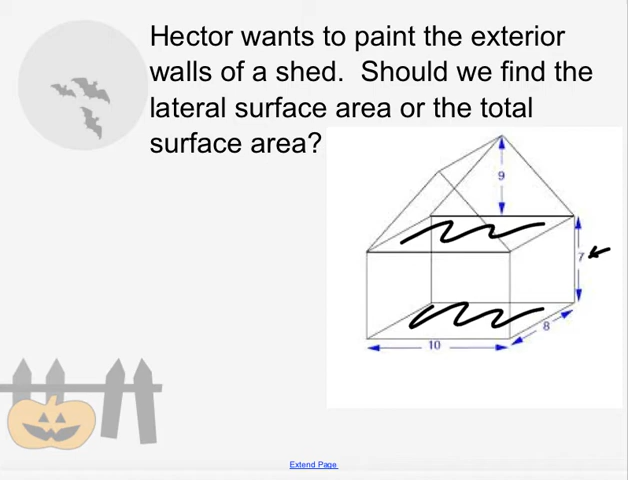 Hector wants to paint the exterior
walls of a shed.  Should we find the
lateral surface area or the total
surface area?
9
7
8
10
Extend Page